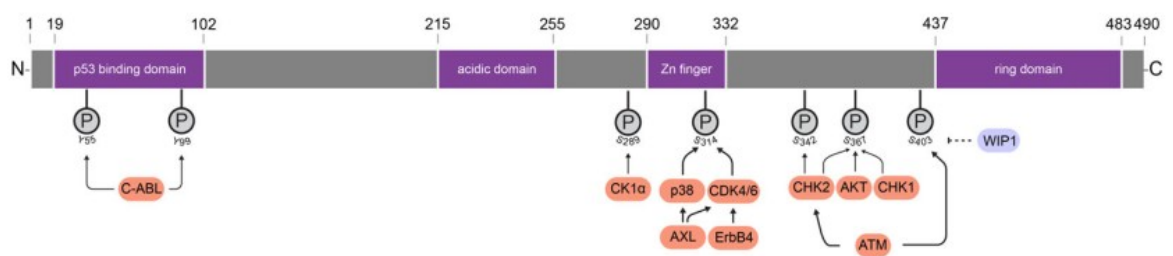 1 19 102 215 255 290 332 437 483 490
N p53 binding domain acidic domain Zn finger ring domain C
P P P P P P P
Y55 Y99 S289 S314 S342 S367 S403 WIP1
C-ABL CK1α p38 CDK4/6 CHK2 AKT CHK1
AXL ErbB4 ATM